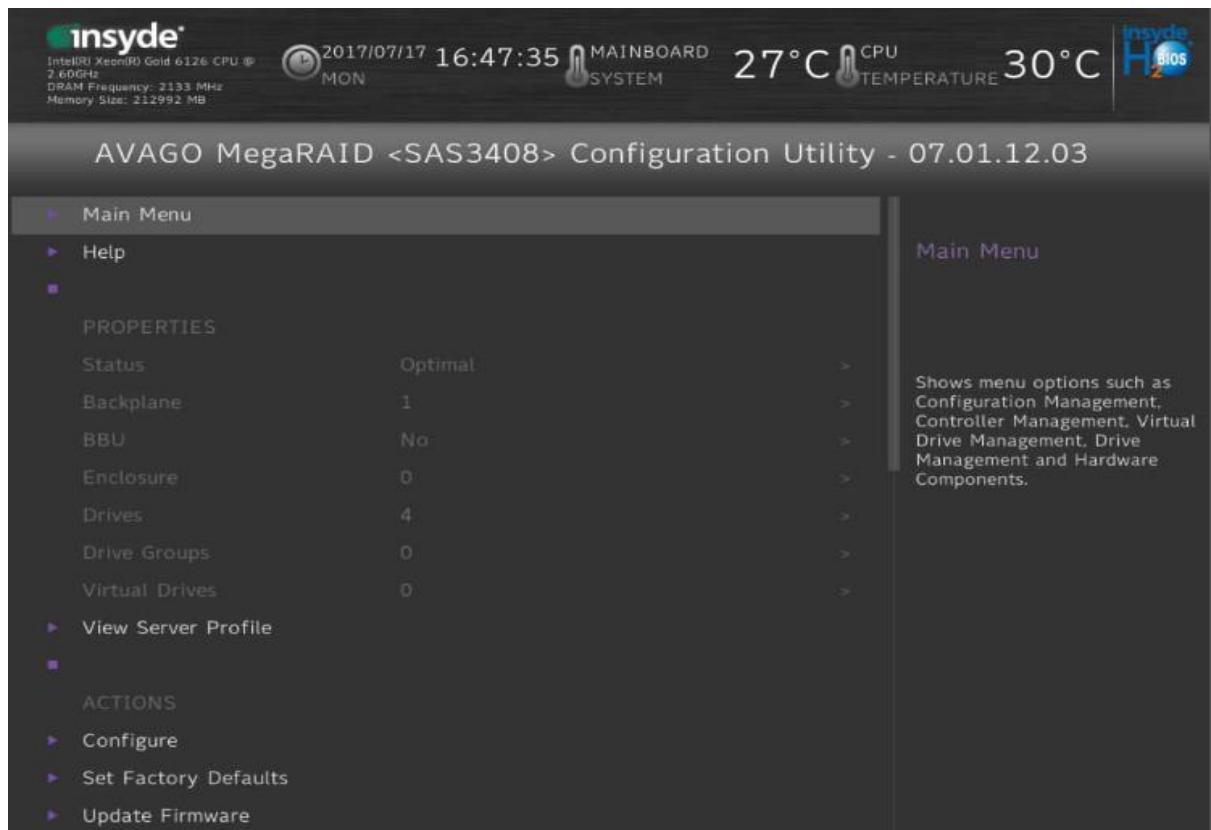 insyde
Intel(R) Xeon(R) Gold 6126 CPU @
2.60GHz
DRAM Frequency: 2133 MHz
Memory Size: 212992 MB
2017/07/17 16:47:35
MON
MAINBOARD
SYSTEM
27°C
CPU
TEMPERATURE
30°C
insyde
H2BIOS
AVAGO MegaRAID <SAS3408> Configuration Utility - 07.01.12.03
Main Menu
Help
PROPERTIES
Status Optimal >
Backplane 1 >
BBU No >
Enclosure 0 >
Drives 4 >
Drive Groups 0 >
Virtual Drives 0 >
View Server Profile
ACTIONS
Configure
Set Factory Defaults
Update Firmware
Main Menu
Shows menu options such as
Configuration Management,
Controller Management, Virtual
Drive Management, Drive
Management and Hardware
Components.